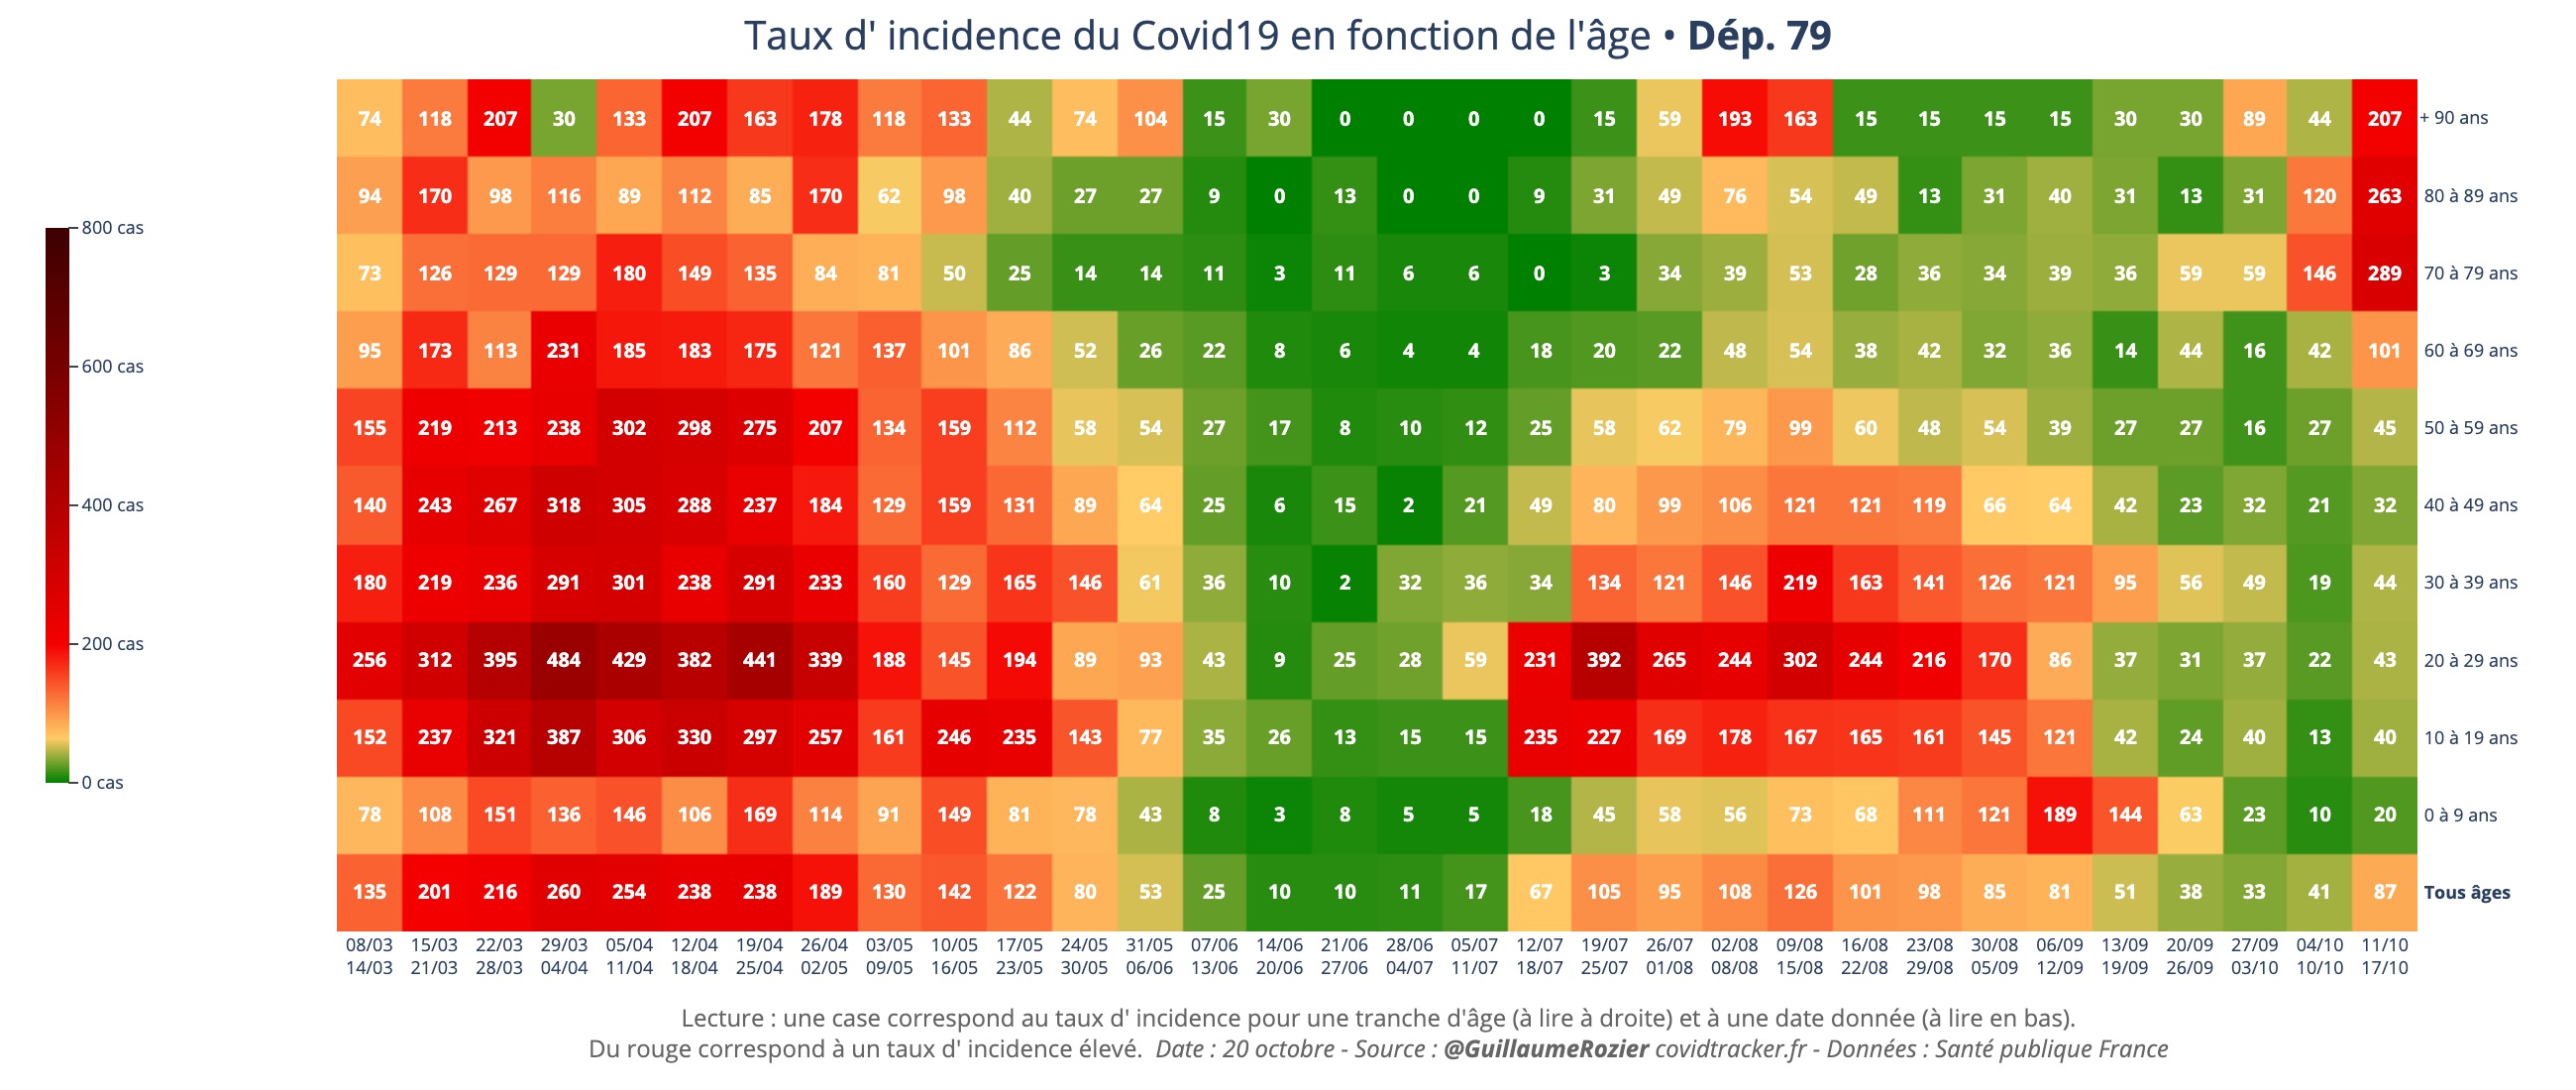 Taux d' incidence du Covid19 en fonction de l'âge • Dép. 79
800 cas
600 cas
400 cas
200 cas
0 cas
74 118 207 30 133 207 163 178 118 133 44 74 104 15 30 0 0 0 0 15 59 193 163 15 15 15 15 30 30 89 44 207 + 90 ans
94 170 98 116 89 112 85 170 62 98 40 27 27 9 0 13 0 0 9 31 49 76 54 49 13 31 40 31 13 31 120 263 80 à 89 ans
73 126 129 129 180 149 135 84 81 50 25 14 14 11 3 11 6 6 0 3 34 39 53 28 36 34 39 36 59 59 146 289 70 à 79 ans
95 173 113 231 185 183 175 121 137 101 86 52 26 22 8 6 4 4 18 20 22 48 54 38 42 32 36 14 44 16 42 101 60 à 69 ans
155 219 213 238 302 298 275 207 134 159 112 58 54 27 17 8 10 12 25 58 62 79 99 60 48 54 39 27 27 16 27 45 50 à 59 ans
140 243 267 318 305 288 237 184 129 159 131 89 64 25 6 15 2 21 49 80 99 106 121 121 119 66 64 42 23 32 21 32 40 à 49 ans
180 219 236 291 301 238 291 233 160 129 165 146 61 36 10 2 32 36 34 134 121 146 219 163 141 126 121 95 56 49 19 44 30 à 39 ans
256 312 395 484 429 382 441 339 188 145 194 89 93 43 9 25 28 59 231 392 265 244 302 244 216 170 86 37 31 37 22 43 20 à 29 ans
152 237 321 387 306 330 297 257 161 246 235 143 77 35 26 13 15 15 235 227 169 178 167 165 161 145 121 42 24 40 13 40 10 à 19 ans
78 108 151 136 146 106 169 114 91 149 81 78 43 8 3 8 5 5 18 45 58 56 73 68 111 121 189 144 63 23 10 20 0 à 9 ans
135 201 216 260 254 238 238 189 130 142 122 80 53 25 10 10 11 17 67 105 95 108 126 101 98 85 81 51 38 33 41 87 Tous âges
08/03 15/03 22/03 29/03 05/04 12/04 19/04 26/04 03/05 10/05 17/05 24/05 31/05 07/06 14/06 21/06 28/06 05/07 12/07 19/07 26/07 02/08 09/08 16/08 23/08 30/08 06/09 13/09 20/09 27/09 04/10 11/10
14/03 21/03 28/03 04/04 11/04 18/04 25/04 02/05 09/05 16/05 23/05 30/05 06/06 13/06 20/06 27/06 04/07 11/07 18/07 25/07 01/08 08/08 15/08 22/08 29/08 05/09 12/09 19/09 26/09 03/10 10/10 17/10
Lecture : une case correspond au taux d' incidence pour une tranche d'âge (à lire à droite) et à une date donnée (à lire en bas).
Du rouge correspond à un taux d' incidence élevé. Date : 20 octobre - Source : @GuillaumeRozier covidtracker.fr - Données : Santé publique France